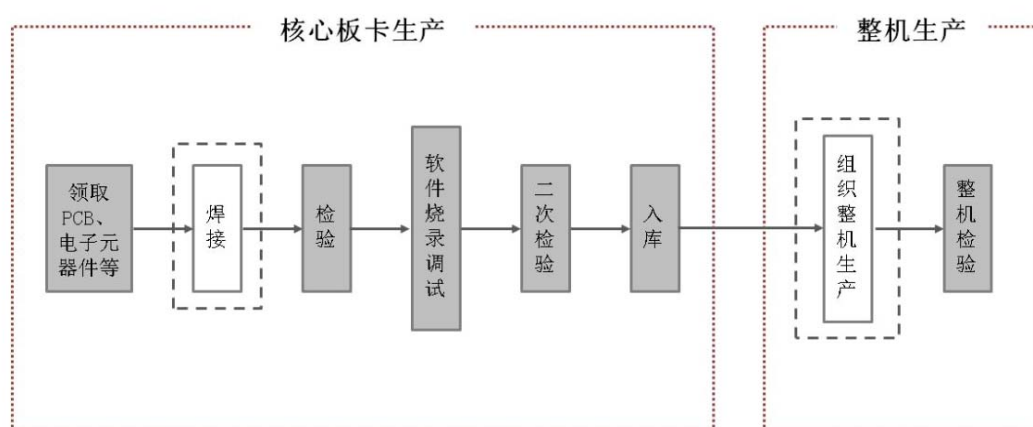 核心板卡生产
整机生产
领取
PCB、
电子元
器件等
焊接
检验
软件烧录调试
二次检验
入库
组织整机生产
整机检验